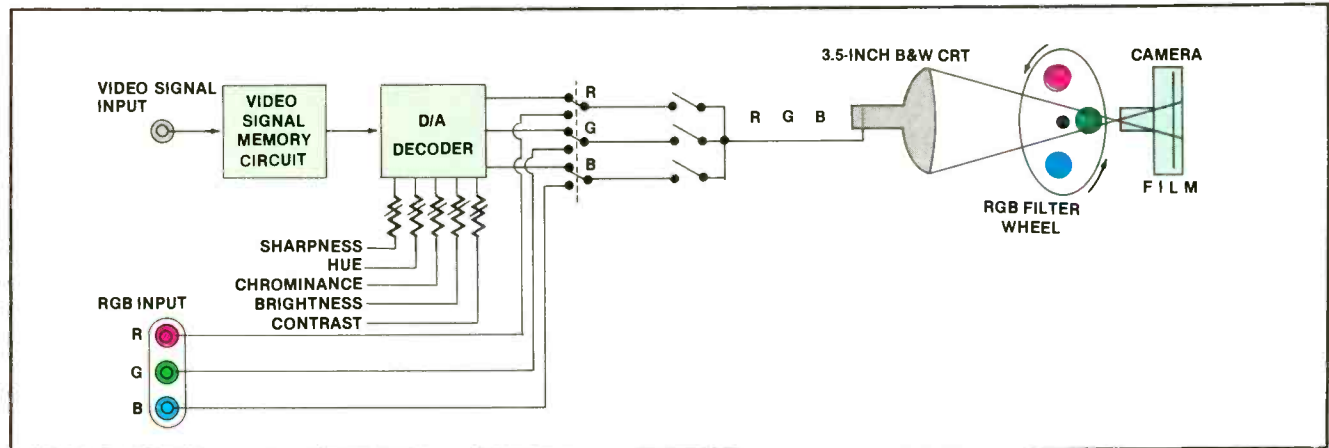 VIDEO SIGNAL
INPUT
VIDEO
SIGNAL
MEMORY
CIRCUIT
D/A
DECODER
R
G
B
R G B
3.5-INCH B&W CRT
CAMERA
FILM
RGB FILTER
WHEEL
SHARPNESS
HUE
CHROMINANCE
BRIGHTNESS
CONTRAST
RGB INPUT
R
G
B